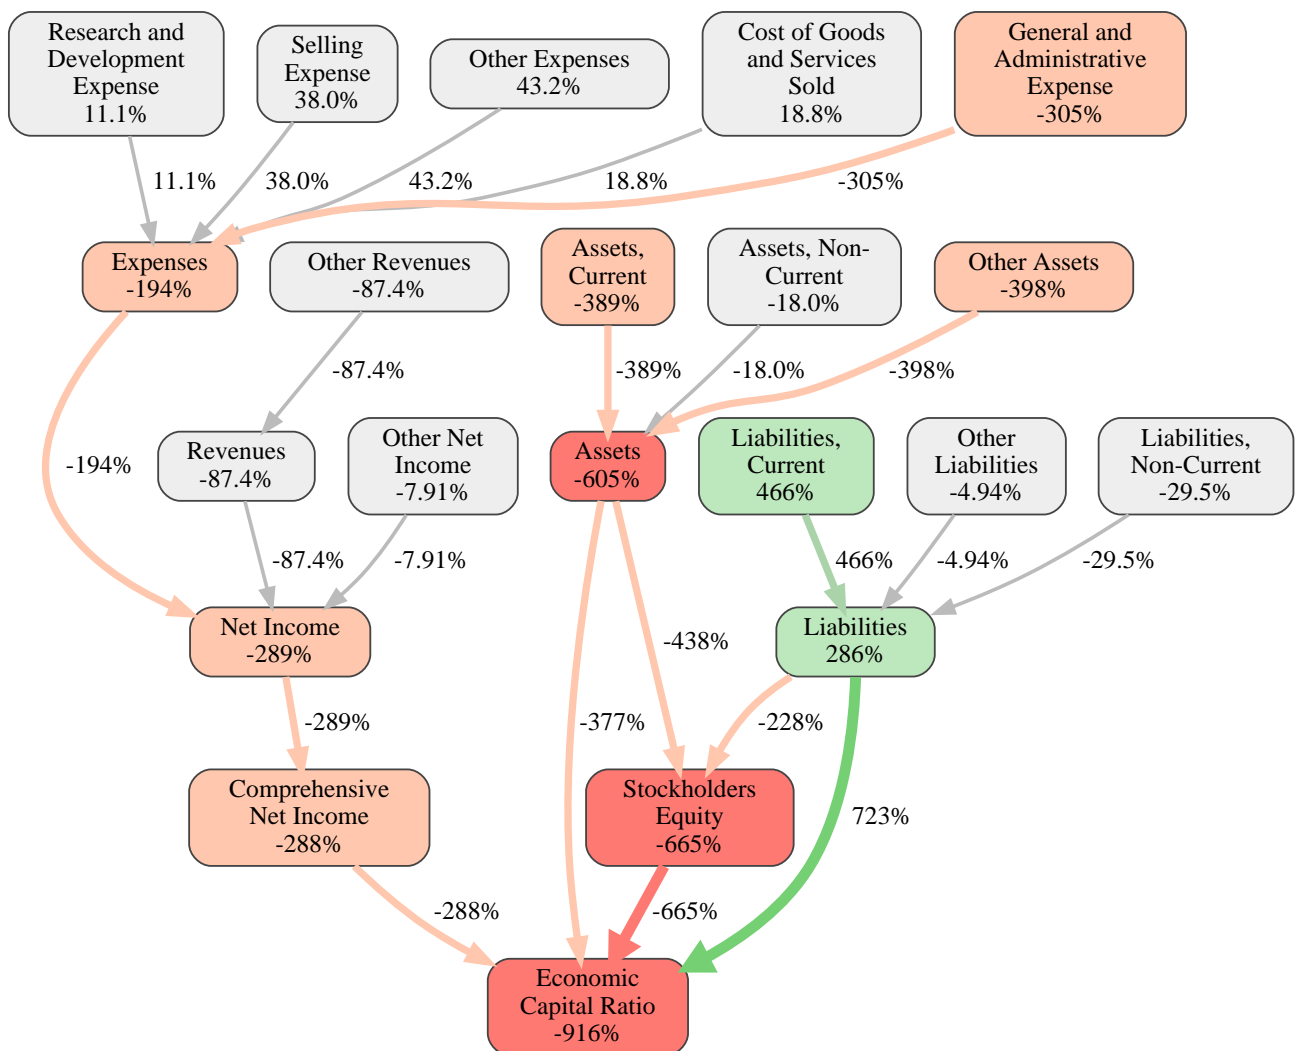 Research and
Development
Expense
11.1%
Selling
Expense
38.0%
Other Expenses
43.2%
Cost of Goods
and Services
Sold
18.8%
General and
Administrative
Expense
-305%
11.1%
38.0%
43.2%
18.8%
-305%
Expenses
-194%
Other Revenues
-87.4%
Assets,
Current
-389%
Assets, Non-
Current
-18.0%
Other Assets
-398%
-87.4%
-389%
-18.0%
-398%
-194%
Revenues
-87.4%
Other Net
Income
-7.91%
Assets
-605%
Liabilities,
Current
466%
Other
Liabilities
-4.94%
Liabilities,
Non-Current
-29.5%
-87.4%
-7.91%
466%
-4.94%
-29.5%
Net Income
-289%
-438%
Liabilities
286%
-289%
-377%
-228%
Comprehensive
Net Income
-288%
Stockholders
Equity
-665%
723%
-288%
-665%
Economic
Capital Ratio
-916%